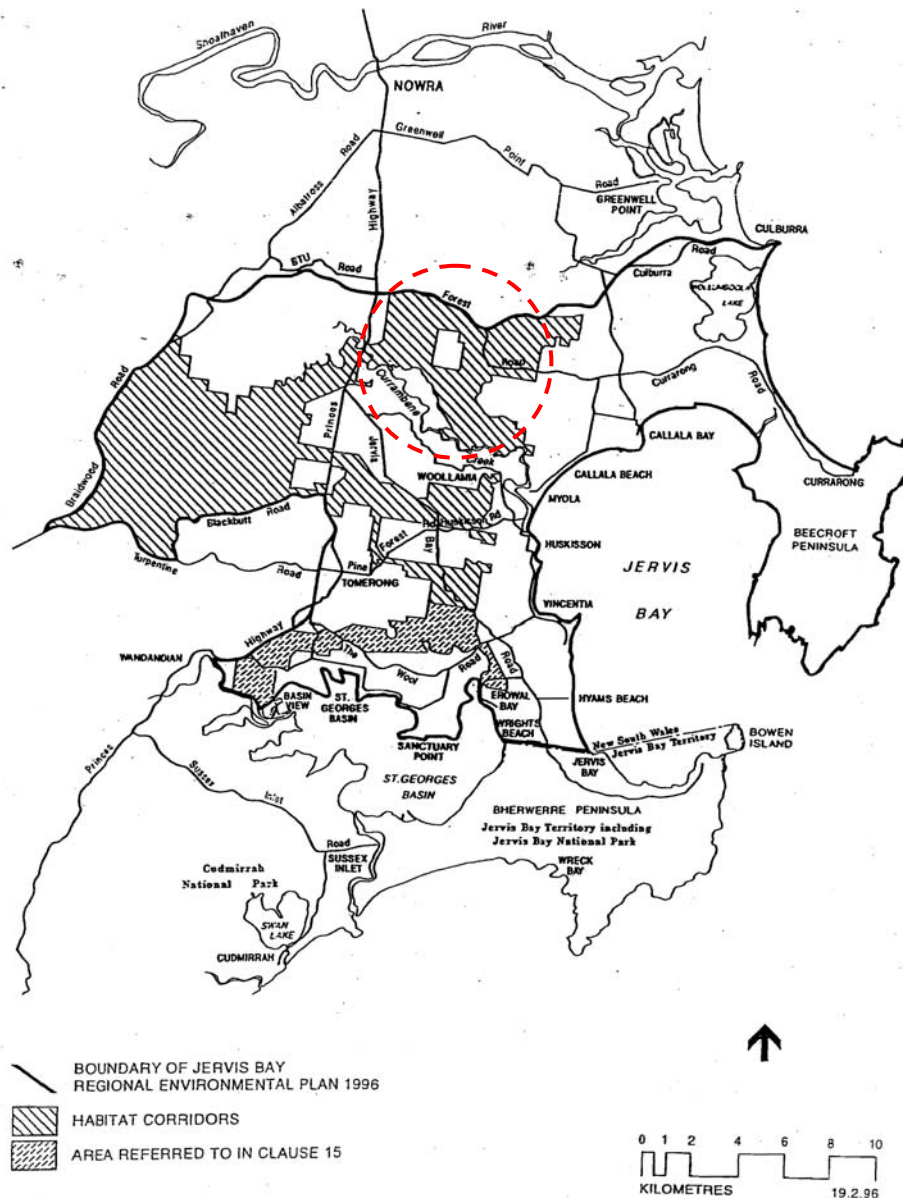 Shoalhaven
River
NOWRA
Greenwell
Point
Road
Albatross
Road
Highway
GREENWELL
POINT
CULBURRA
Road
Culburra
BTU
Road
WOLLUMBOOLA
LAKE
Forest
Road
Currarong
Road
Road
Currambene
Creek
Princes
Jervis
Braidwood
CALLALA BAY
CALLALA BEACH
CURRARONG
WOOLLAMIA
MYOLA
BEECROFT
PENINSULA
Blackbutt
Road
Rd
Huskisson
Rd
HUSKISSON
Forest
Bay
Pine
Turpentine
Road
TOMERONG
JERVIS
BAY
VINCENTIA
Highway
WANDANDIAN
The
Wool
Road
Road
BASIN
VIEW
ST.
GEORGES
BASIN
EROWAL
BAY
HYAMS BEACH
WRIGHTS
BEACH
SANCTUARY
POINT
New South Wales
Jervis Bay Territory
BOWEN
ISLAND
JERVIS
BAY
Princes
Sussex
Inlet
Road
ST.GEORGES
BASIN
BHERWERRE PENINSULA
Jervis Bay Territory including
Jervis Bay National Park
SUSSEX
INLET
WRECK
BAY
Cudmirrah
National Park
SWAN
LAKE
CUDMIRRAH
BOUNDARY OF JERVIS BAY
REGIONAL ENVIRONMENTAL PLAN 1996
HABITAT CORRIDORS
AREA REFERRED TO IN CLAUSE 15
0 1 2 4 6 8 10
KILOMETRES
19.2.96